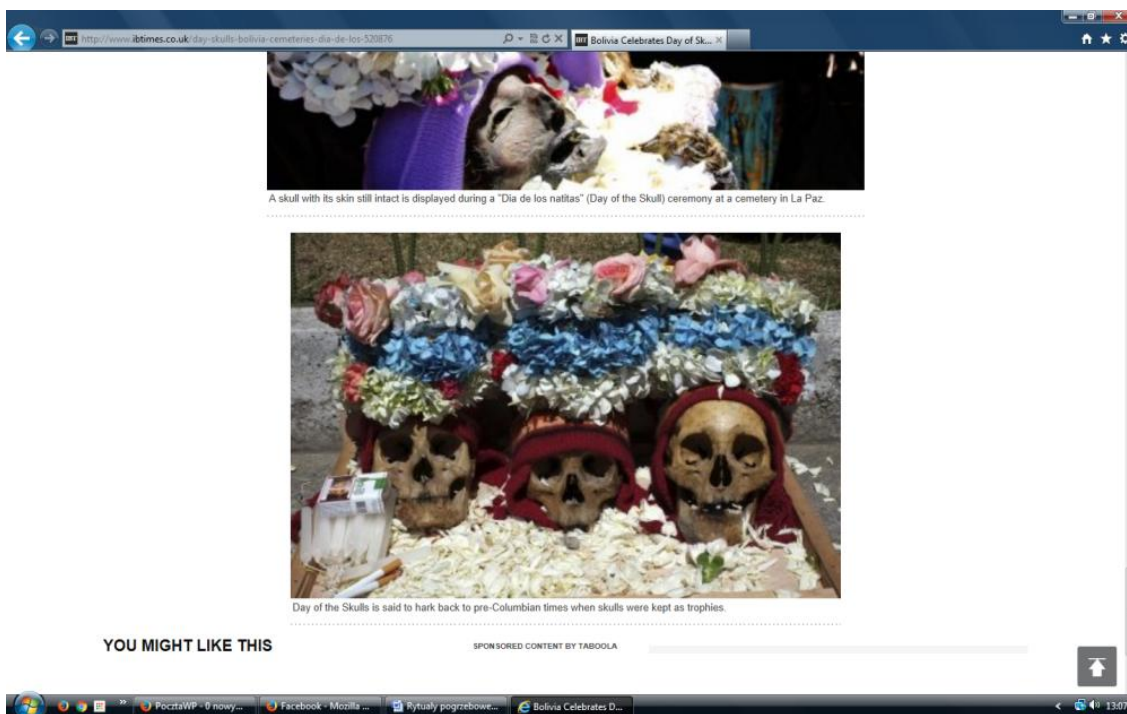 http://www.ibtimes.co.uk/day-skulls-bolivia-cemeteries-dia-de-los-520876
Bolivia Celebrates Day of Sk...
A skull with its skin still intact is displayed during a "Dia de los natitas" (Day of the Skull) ceremony at a cemetery in La Paz.
Day of the Skulls is said to hark back to pre-Columbian times when skulls were kept as trophies.
YOU MIGHT LIKE THIS
SPONSORED CONTENT BY TABOOLA
PocztaWP - 0 nowy...
Facebook - Mozilla ...
Rytuały pogrzebowe...
Bolivia Celebrates D...
13:07